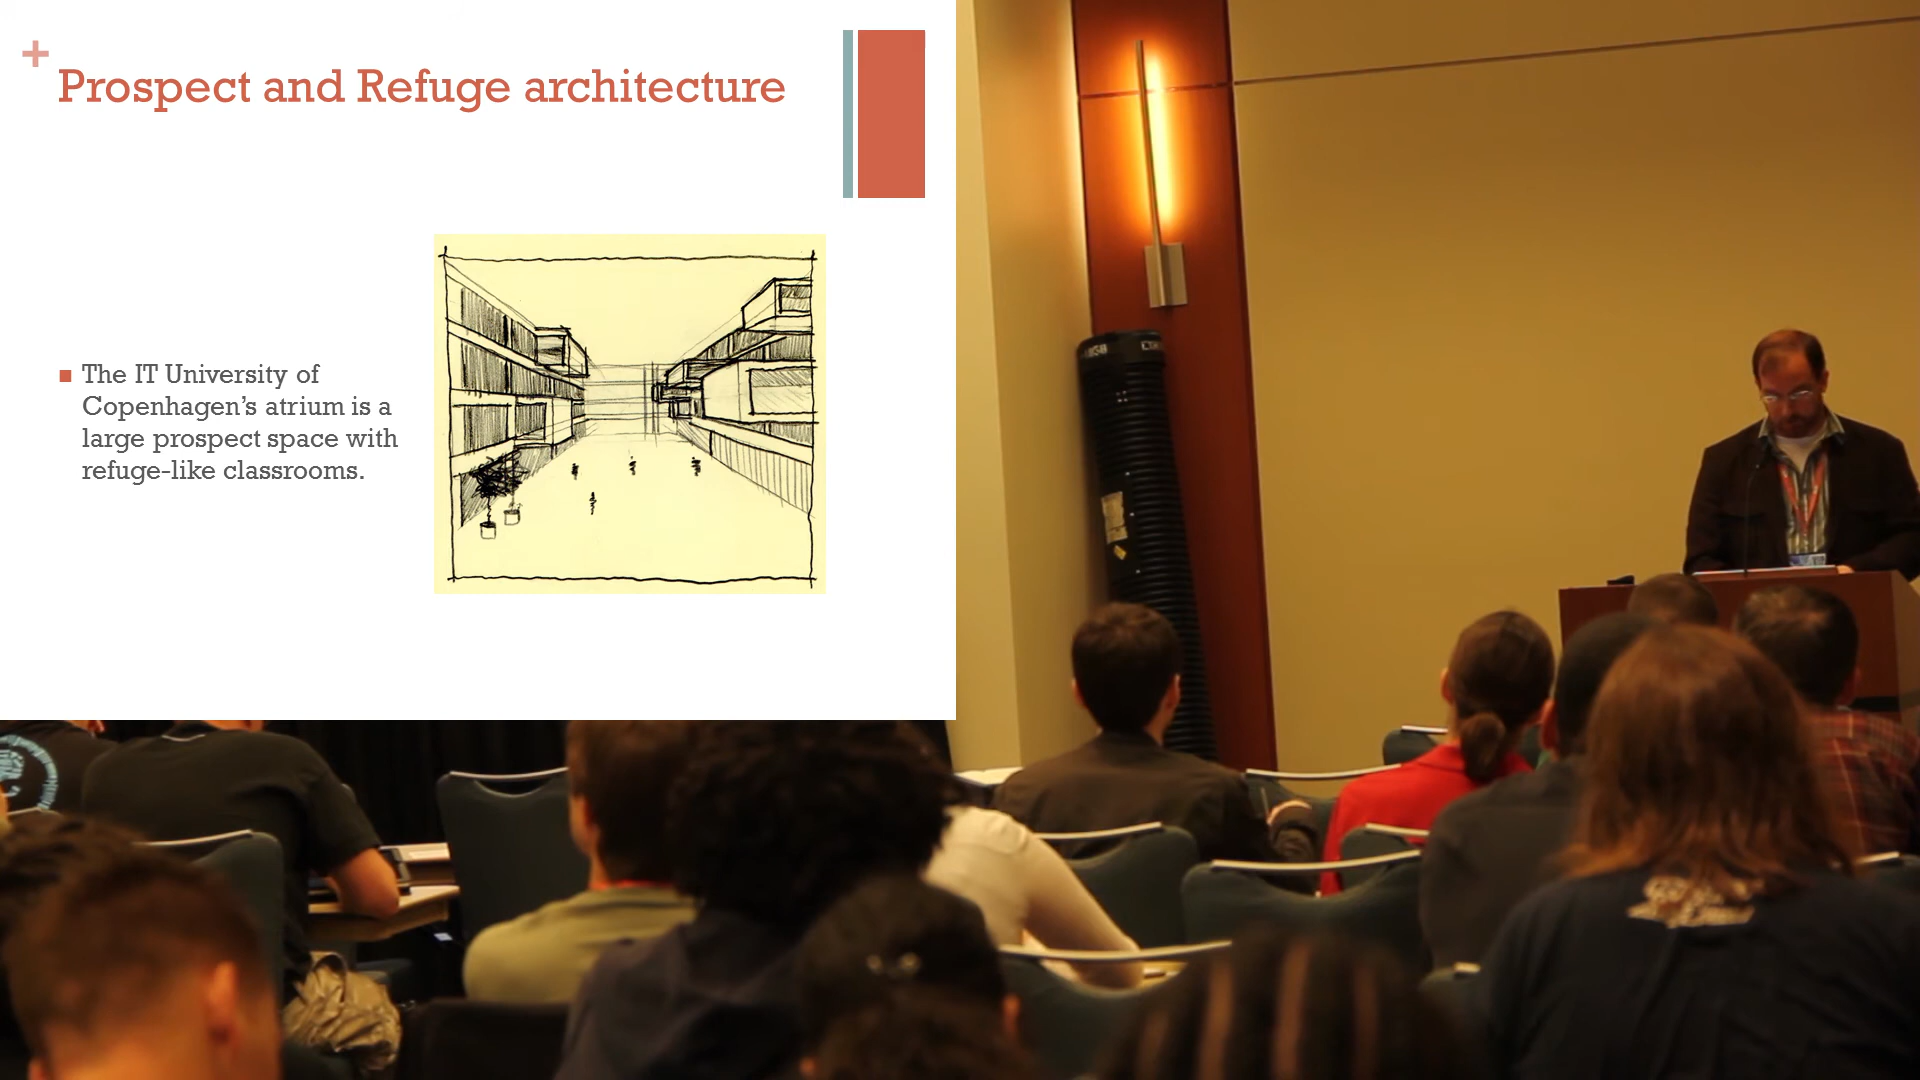 +
Prospect and Refuge architecture
■ The IT University of
Copenhagen’s atrium is a
large prospect space with
refuge-like classrooms.